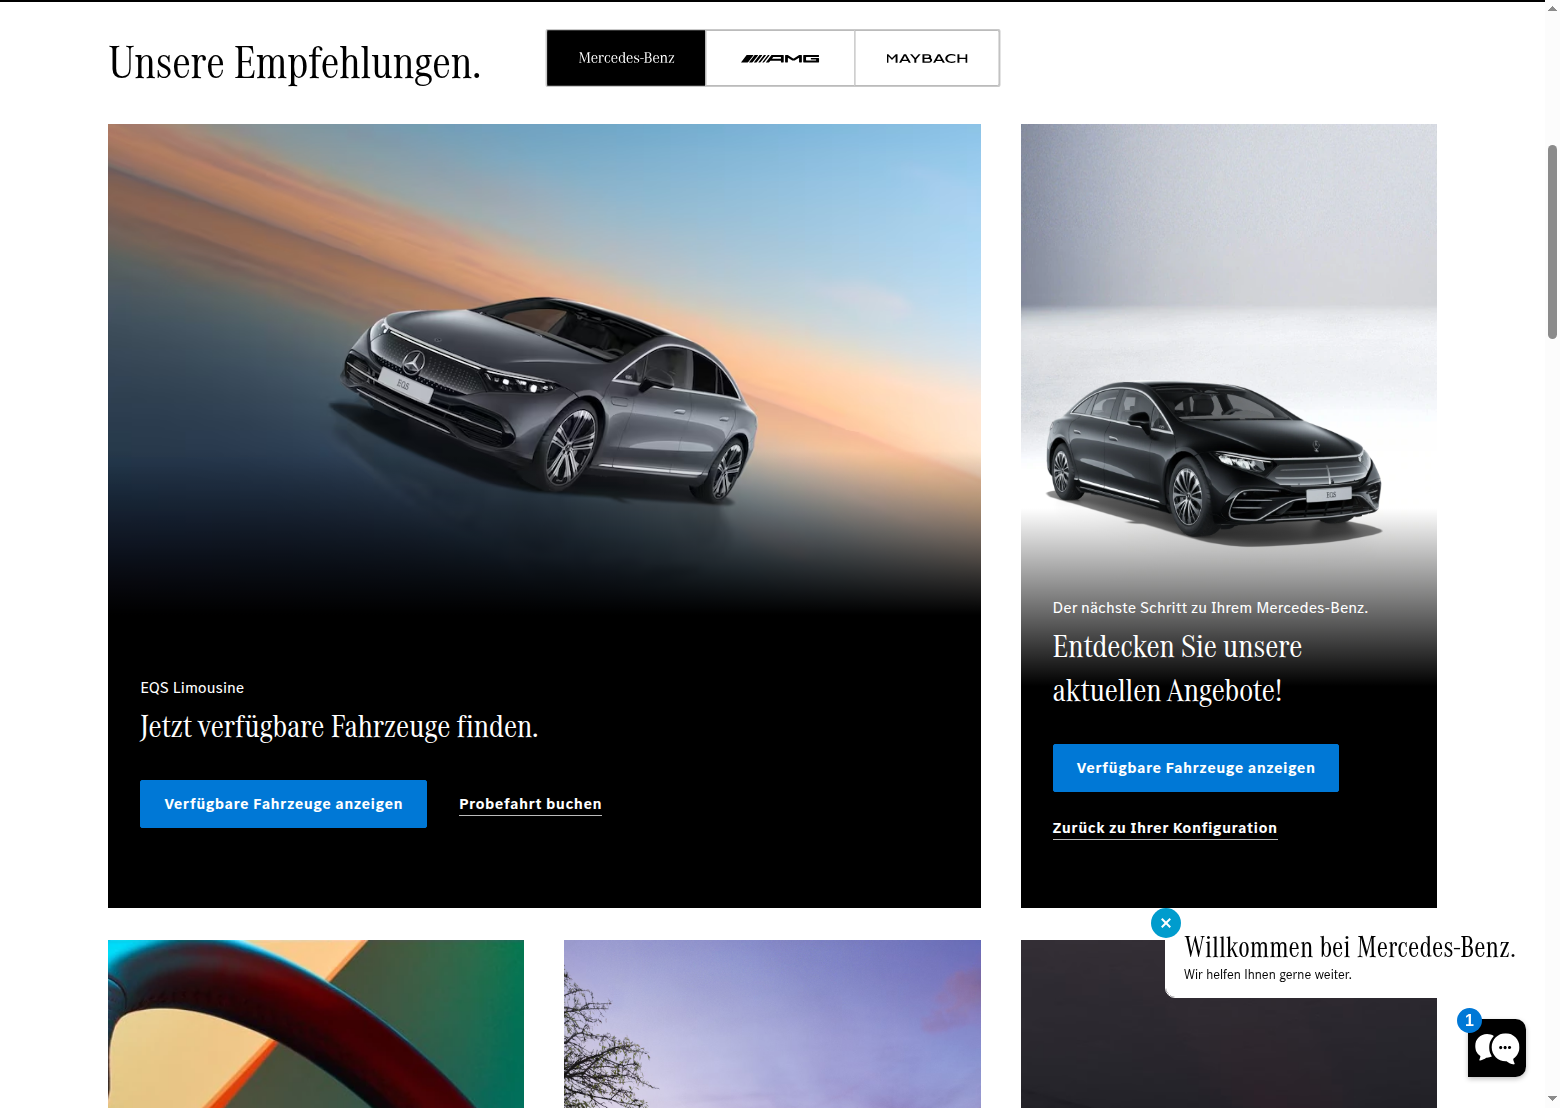 Unsere Empfehlungen.
Mercedes-Benz
AMG
MAYBACH
EQS
EQS
EQS Limousine
Jetzt verfügbare Fahrzeuge finden.
Verfügbare Fahrzeuge anzeigen
Probefahrt buchen
Der nächste Schritt zu Ihrem Mercedes-Benz.
Entdecken Sie unsere
aktuellen Angebote!
Verfügbare Fahrzeuge anzeigen
Zurück zu Ihrer Konfiguration
Willkommen bei Mercedes-Benz.
Wir helfen Ihnen gerne weiter.
1